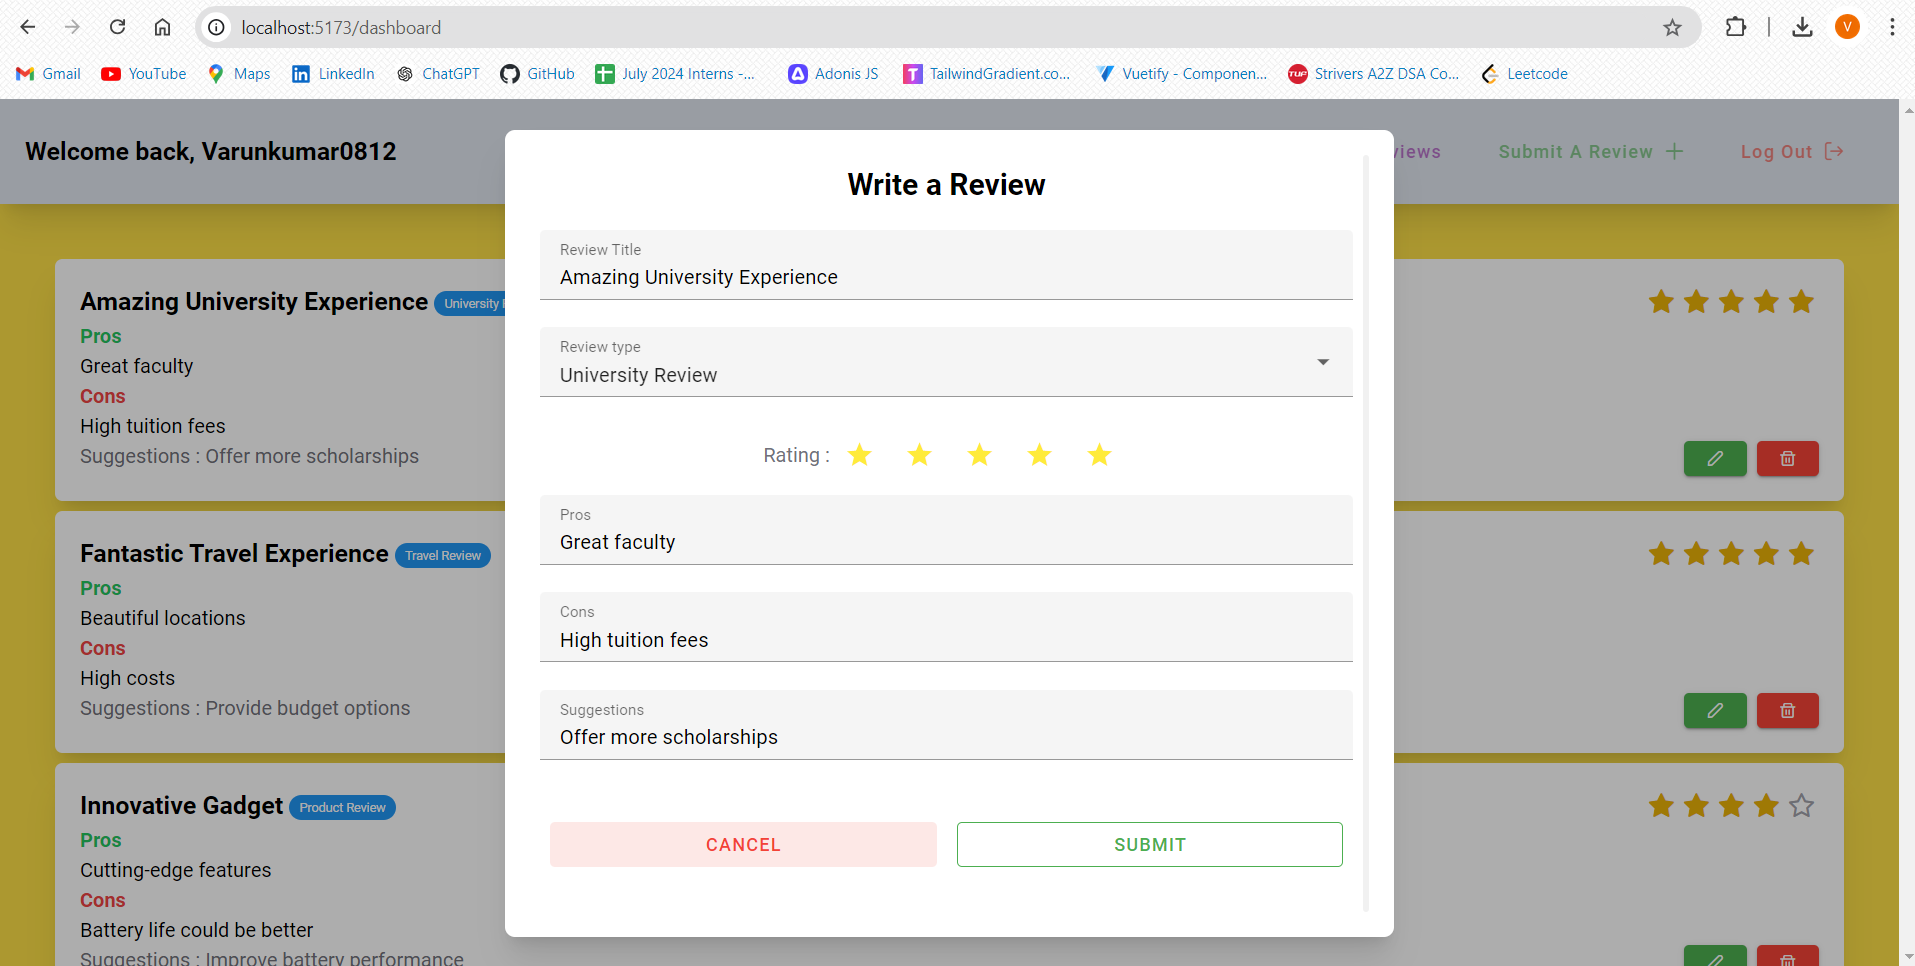 localhost:5173/dashboard
V
Gmail
YouTube
Maps
LinkedIn
ChatGPT
GitHub
July 2024 Interns -...
Adonis JS
T
TailwindGradient.co...
Vuetify - Componen...
TUF
Strivers A2Z DSA Co...
Leetcode
Welcome back, Varunkumar0812
views
Submit A Review
Log Out
Write a Review
Review Title
Amazing University Experience
Review type
University Review
Rating :
Pros
Great faculty
Cons
High tuition fees
Suggestions
Offer more scholarships
CANCEL
SUBMIT
Amazing University Experience University
Pros
Great faculty
Cons
High tuition fees
Suggestions : Offer more scholarships
Fantastic Travel Experience Travel Review
Pros
Beautiful locations
Cons
High costs
Suggestions : Provide budget options
Innovative Gadget Product Review
Pros
Cutting-edge features
Cons
Battery life could be better
Suggestions : Improve battery performance